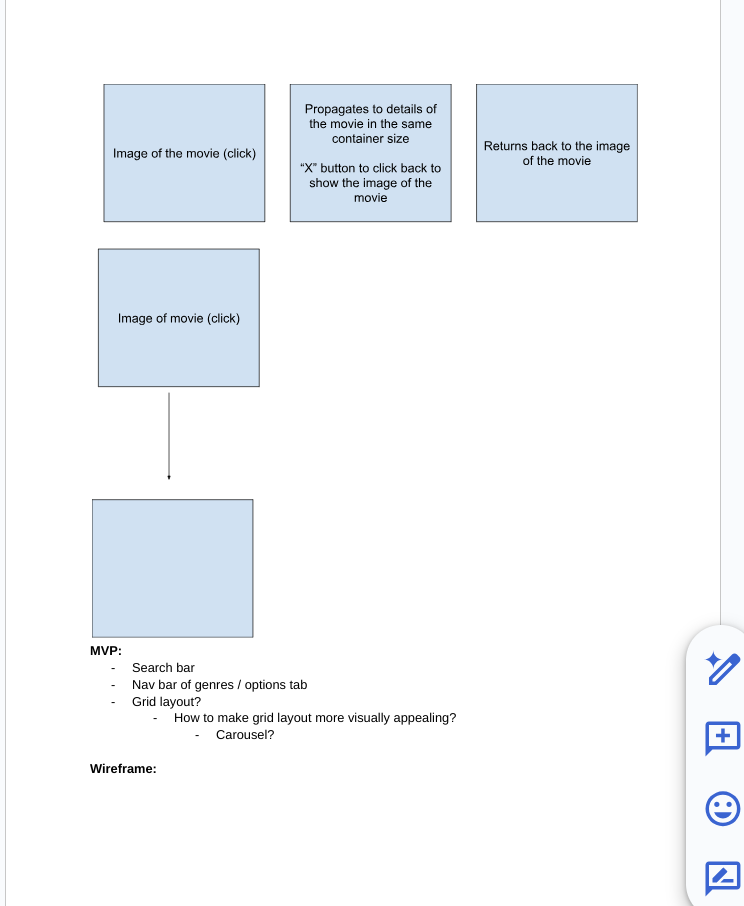 Image of the movie (click)
Propagates to details of
the movie in the same
container size
“X” button to click back to
show the image of the
movie
Returns back to the image
of the movie
Image of movie (click)
MVP:
- Search bar
- Nav bar of genres / options tab
- Grid layout?
- How to make grid layout more visually appealing?
- Carousel?
Wireframe: